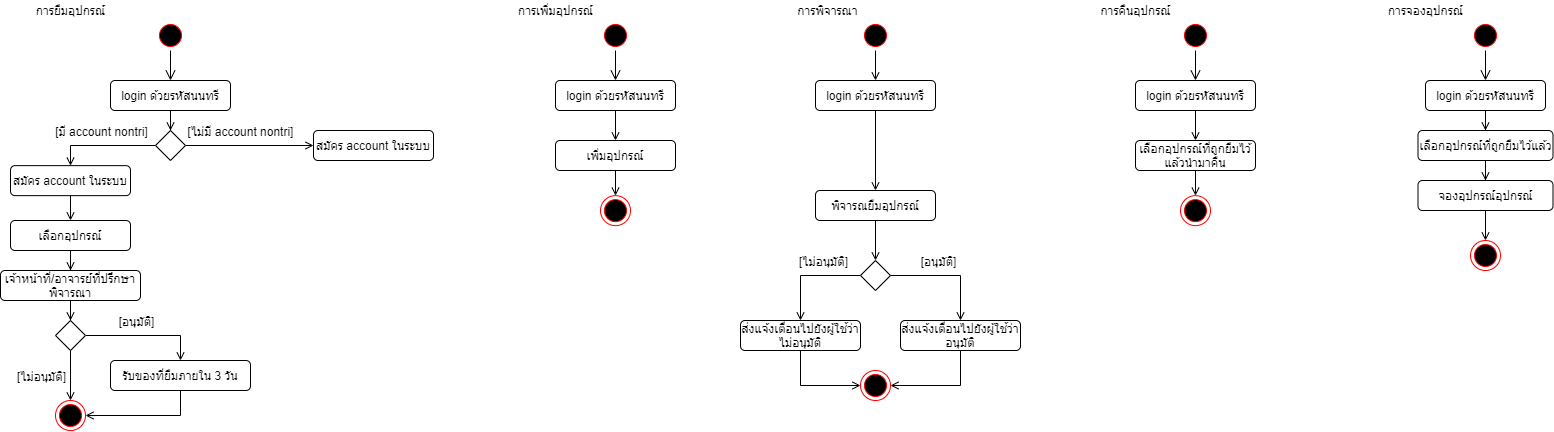 การยืมอุปกรณ์
login ด้วยรหัสนนทรี
[มี account nontri]
[ไม่มี account nontri]
สมัคร account ในระบบ
สมัคร account ในระบบ
เลือกอุปกรณ์
เจ้าหน้าที่/อาจารย์ที่ปรึกษา
พิจารณา
[อนุมัติ]
[ไม่อนุมัติ]
รับของที่ยืมภายใน 3 วัน
การเพิ่มอุปกรณ์
login ด้วยรหัสนนทรี
เพิ่มอุปกรณ์
การพิจารณา
login ด้วยรหัสนนทรี
พิจารณยืมอุปกรณ์
[ไม่อนุมัติ]
[อนุมัติ]
ส่งแจ้งเตือนไปยังผู้ใช้ว่า
ไม่อนุมัติ
ส่งแจ้งเตือนไปยังผู้ใช้ว่า
อนุมัติ
การคืนอุปกรณ์
login ด้วยรหัสนนทรี
เลือกอุปกรณ์ที่ถูกยืมไว้
แล้วนำมาคืน
การจองอุปกรณ์
login ด้วยรหัสนนทรี
เลือกอุปกรณ์ที่ถูกยืมไว้แล้ว
จองอุปกรณ์อุปกรณ์